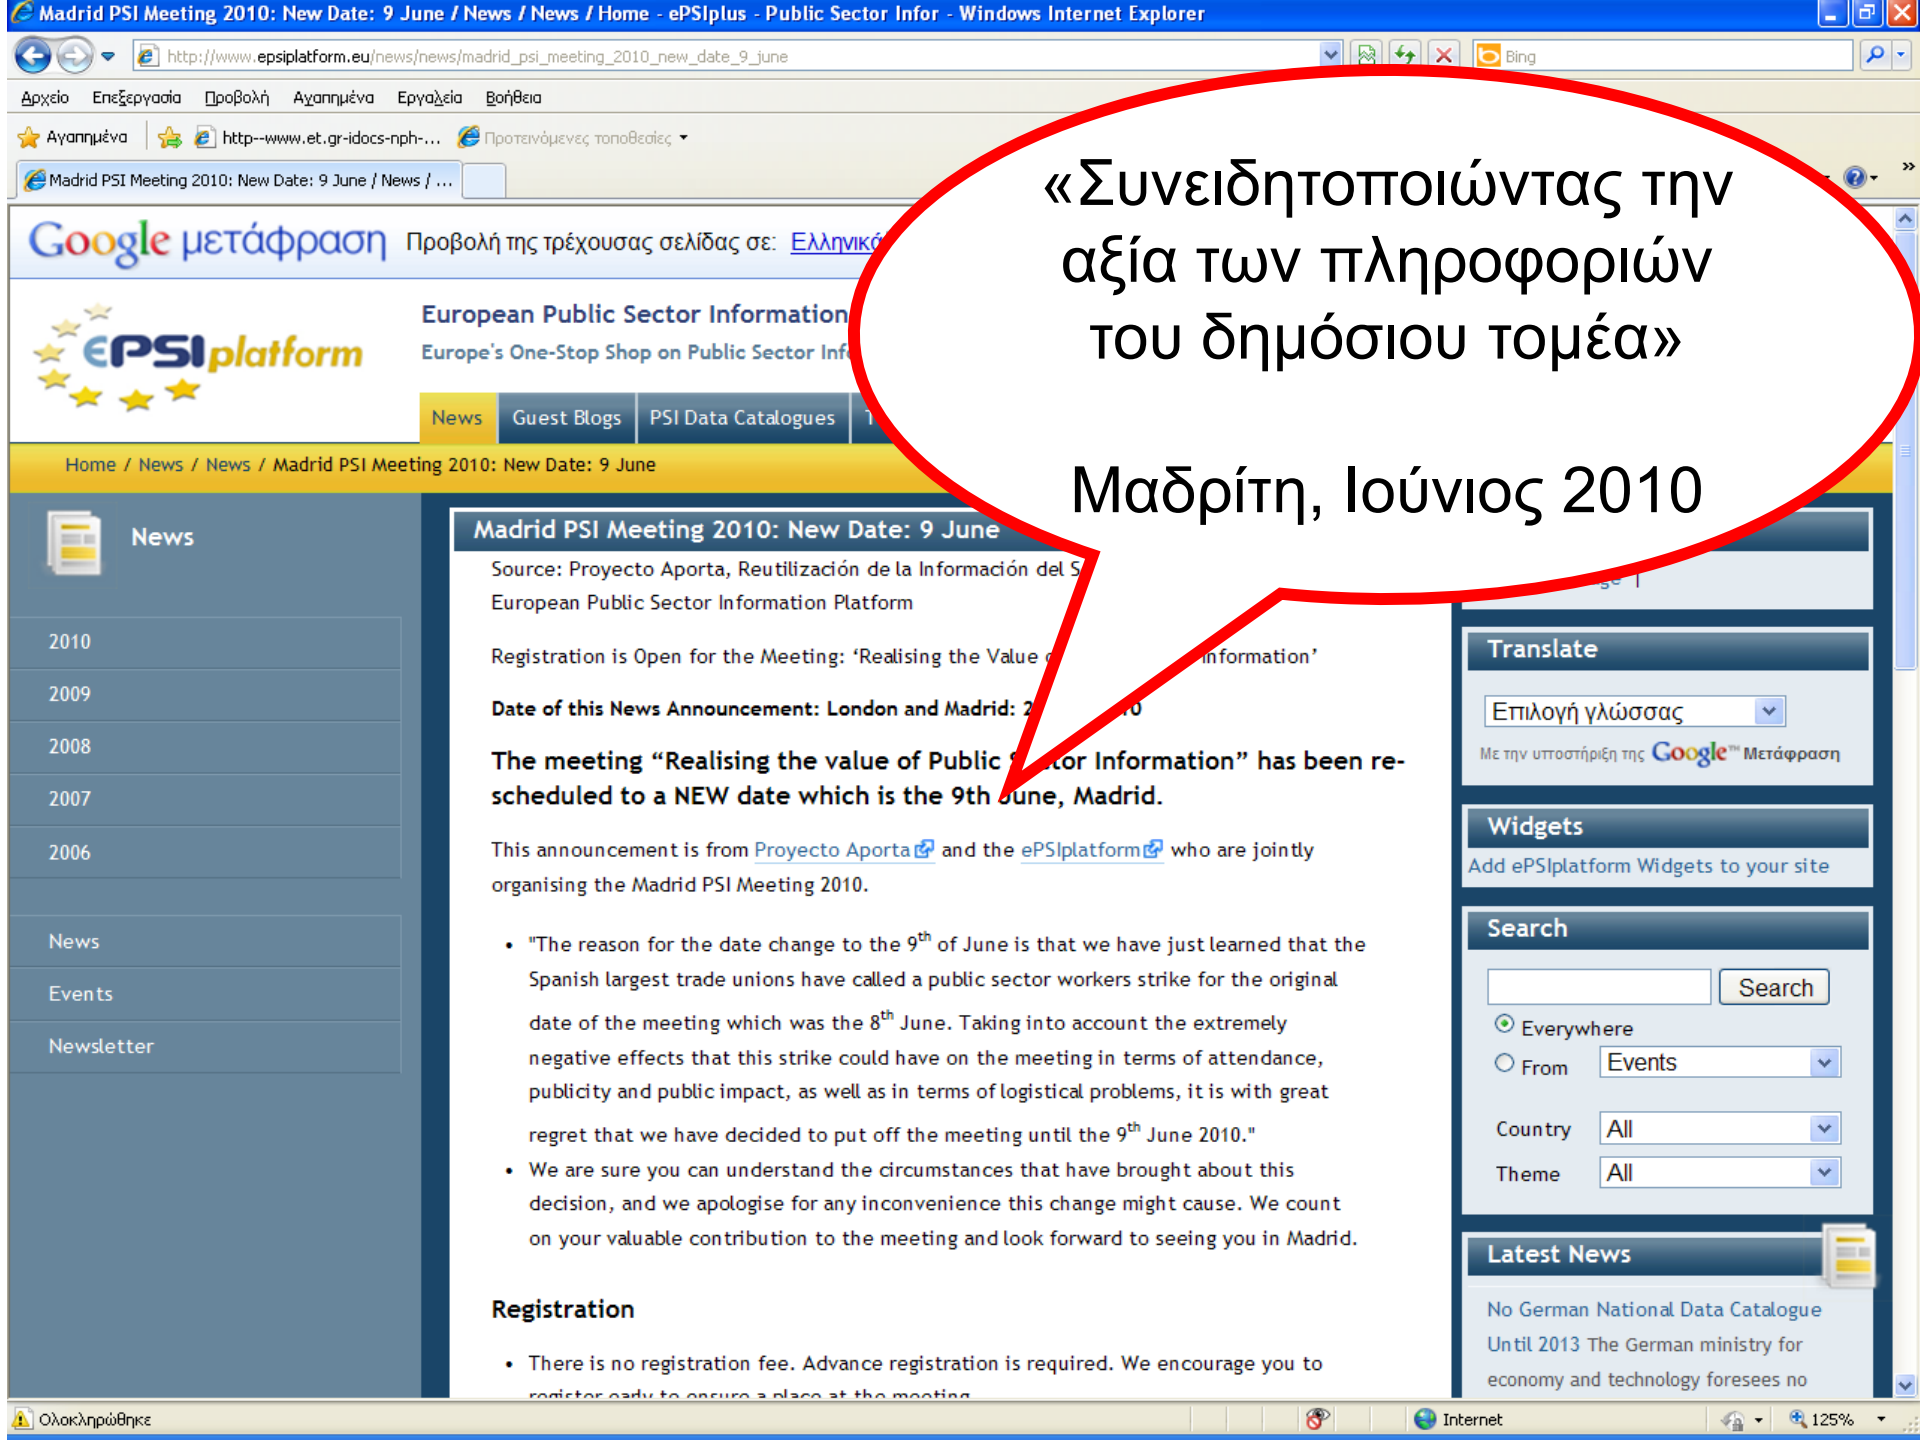 Madrid PSI Meeting 2010: New Date: 9 June / News / News / Home - ePSIplus - Public Sector Infor - Windows Internet Explorer
http://www.epsiplatform.eu/news/news/madrid_psi_meeting_2010_new_date_9_june
Bing
Αρχείο Επεξεργασία Προβολή Αγαπημένα Εργαλεία Βοήθεια
Αγαπημένα http--www.et.gr-idocs-nph-... Προτεινόμενες τοποθεσίες
Madrid PSI Meeting 2010: New Date: 9 June / News / ...
«Συνειδητοποιώντας την
αξία των πληροφοριών
του δημόσιου τομέα»
Μαδρίτη, Ιούνιος 2010
Google μετάφραση Προβολή της τρέχουσας σελίδας σε: Ελληνικά
ePSIplatform
European Public Sector Information
Europe's One-Stop Shop on Public Sector
News Guest Blogs PSI Data Catalogues
Home / News / News / Madrid PSI Meeting 2010: New Date: 9 June
News
2010
2009
2008
2007
2006
News
Events
Newsletter
Madrid PSI Meeting 2010: New Date: 9 June
Source: Proyecto Aporta, Reutilización de la Información del
European Public Sector Information Platform
Registration is Open for the Meeting: ‘Realising the Value Information’
Date of this News Announcement: London and Madrid:
The meeting “Realising the value of Public Sector Information” has been re-
scheduled to a NEW date which is the 9th June, Madrid.
This announcement is from Proyecto Aporta and the ePSIplatform who are jointly
organising the Madrid PSI Meeting 2010.
• "The reason for the date change to the 9th of June is that we have just learned that the
Spanish largest trade unions have called a public sector workers strike for the original
date of the meeting which was the 8th June. Taking into account the extremely
negative effects that this strike could have on the meeting in terms of attendance,
publicity and public impact, as well as in terms of logistical problems, it is with great
regret that we have decided to put off the meeting until the 9th June 2010."
• We are sure you can understand the circumstances that have brought about this
decision, and we apologise for any inconvenience this change might cause. We count
on your valuable contribution to the meeting and look forward to seeing you in Madrid.
Registration
• There is no registration fee. Advance registration is required. We encourage you to
register early to ensure a place at the meeting
Translate
Επιλογή γλώσσας
Με την υποστήριξη της Google™ Μετάφραση
Widgets
Add ePSIplatform Widgets to your site
Search
Search
Everywhere
From Events
Country All
Theme All
Latest News
No German National Data Catalogue
Until 2013 The German ministry for
economy and technology foresees no
Ολοκληρώθηκε Internet 125%